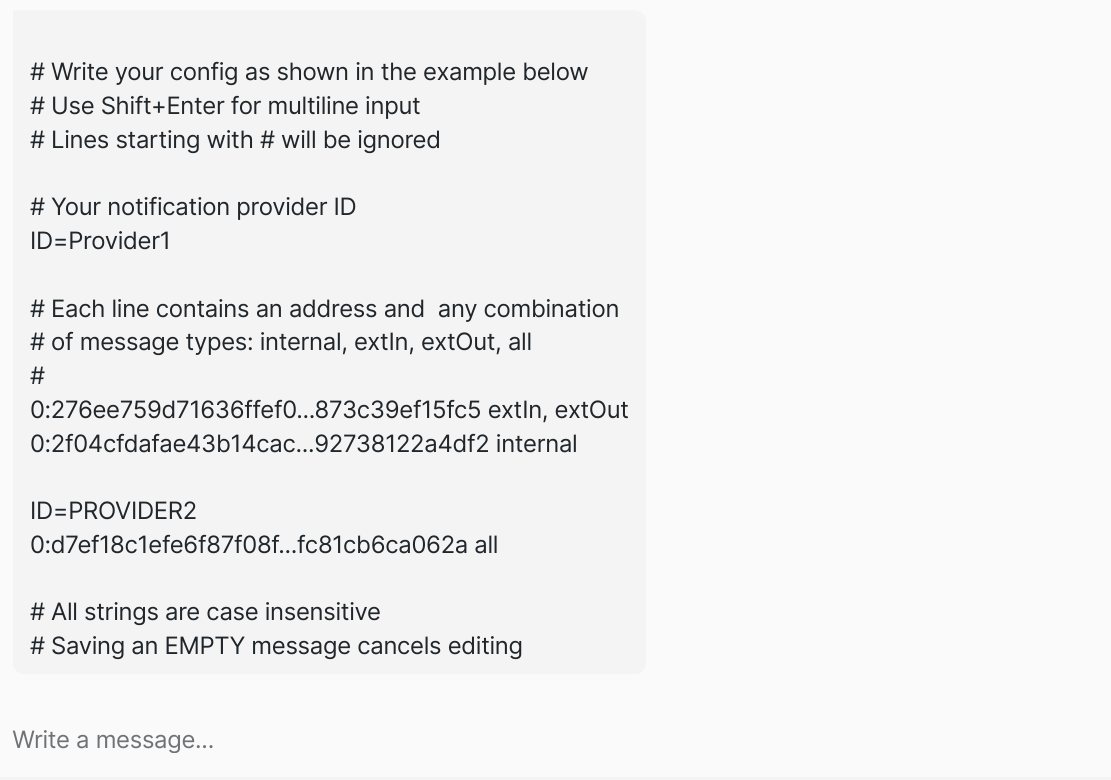 # Write your config as shown in the example below
# Use Shift+Enter for multiline input
# Lines starting with # will be ignored
# Your notification provider ID
ID=Provider1
# Each line contains an address and  any combination
# of message types: internal, extIn, extOut, all
#
0:276ee759d71636ffef0...873c39ef15fc5 extIn, extOut
0:2f04cfdafae43b14cac...92738122a4df2 internal
ID=PROVIDER2
0:d7ef18c1efe6f87f08f...fc81cb6ca062a all
# All strings are case insensitive
# Saving an EMPTY message cancels editing
Write a message...